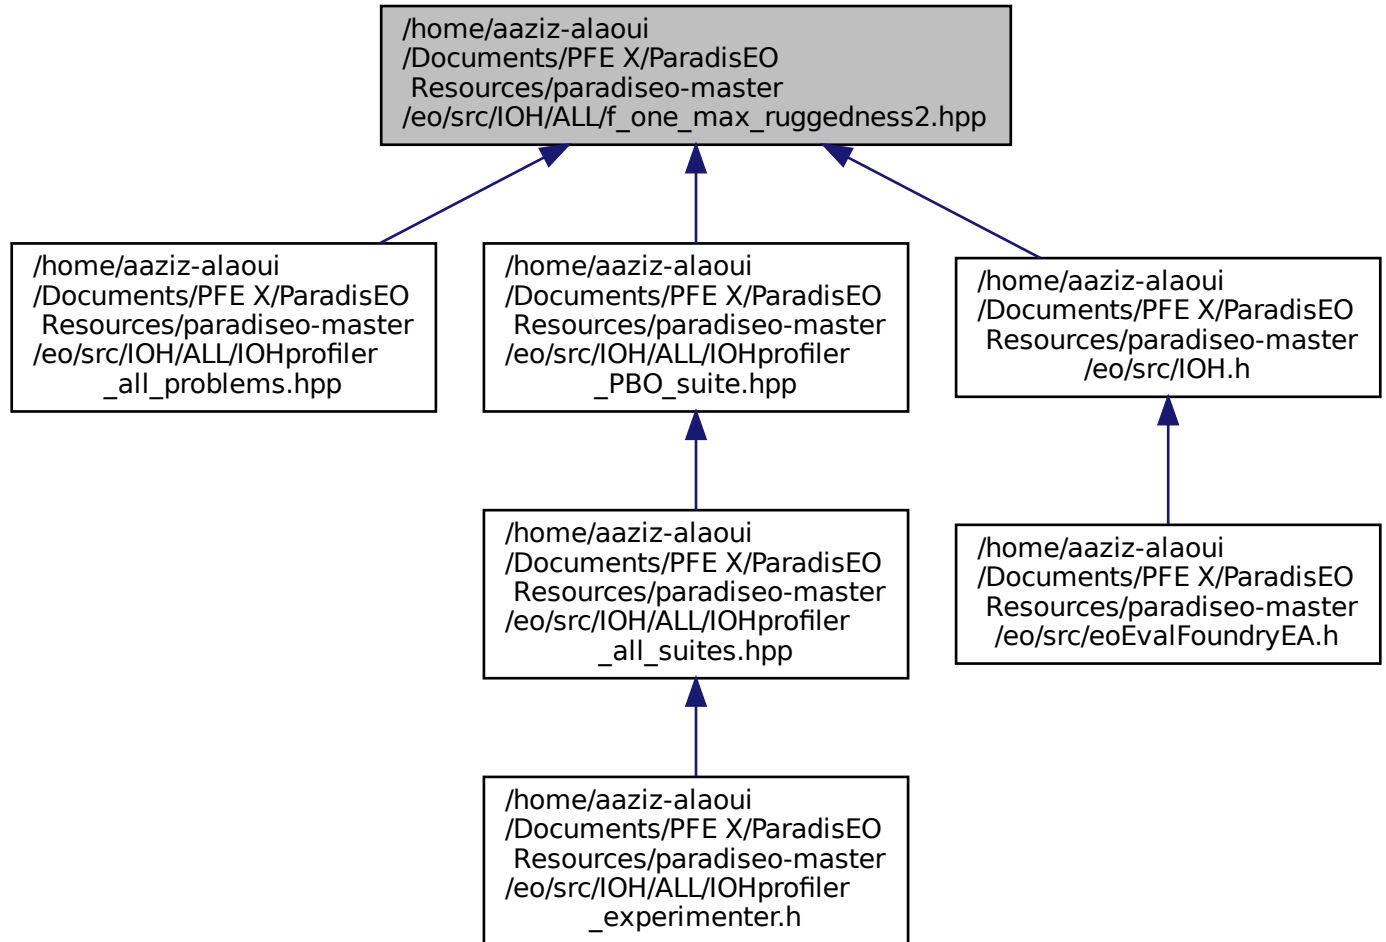 /home/aaziz-alaoui
/Documents/PFE X/ParadisEO
Resources/paradiseo-master
/eo/src/IOH/ALL/f_one_max_ruggedness2.hpp
/home/aaziz-alaoui
/Documents/PFE X/ParadisEO
Resources/paradiseo-master
/eo/src/IOH/ALL/IOHprofiler
_all_problems.hpp
/home/aaziz-alaoui
/Documents/PFE X/ParadisEO
Resources/paradiseo-master
/eo/src/IOH/ALL/IOHprofiler
_PBO_suite.hpp
/home/aaziz-alaoui
/Documents/PFE X/ParadisEO
Resources/paradiseo-master
/eo/src/IOH.h
/home/aaziz-alaoui
/Documents/PFE X/ParadisEO
Resources/paradiseo-master
/eo/src/IOH/ALL/IOHprofiler
_all_suites.hpp
/home/aaziz-alaoui
/Documents/PFE X/ParadisEO
Resources/paradiseo-master
/eo/src/eoEvalFoundryEA.h
/home/aaziz-alaoui
/Documents/PFE X/ParadisEO
Resources/paradiseo-master
/eo/src/IOH/ALL/IOHprofiler
_experimenter.h